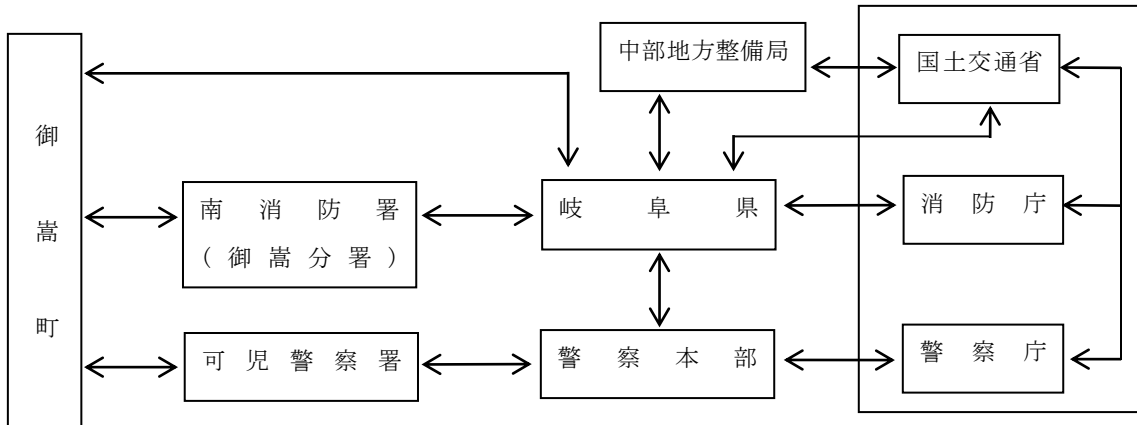 御嵩町
中部地方整備局
国土交通省
南消防署
(御嵩分署)
岐阜県
消防庁
可児警察署
警察本部
警察庁